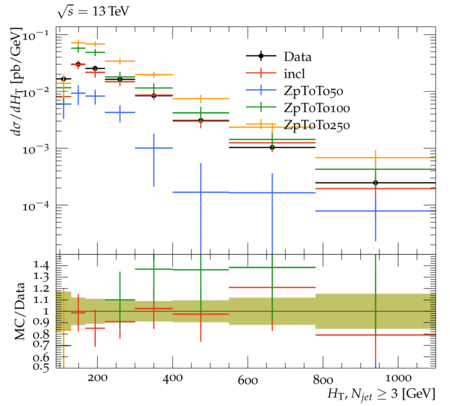 √s = 13 TeV
dσ/dH_T [pb/GeV]
10⁻¹
10⁻²
10⁻³
10⁻⁴
Data
incl
ZpToTo50
ZpToTo100
ZpToTo250
MC/Data
1.4
1.3
1.2
1.1
1
0.9
0.8
0.7
0.6
0.5
200 400 600 800 1000
H_T, N_jet ≥ 3 [GeV]